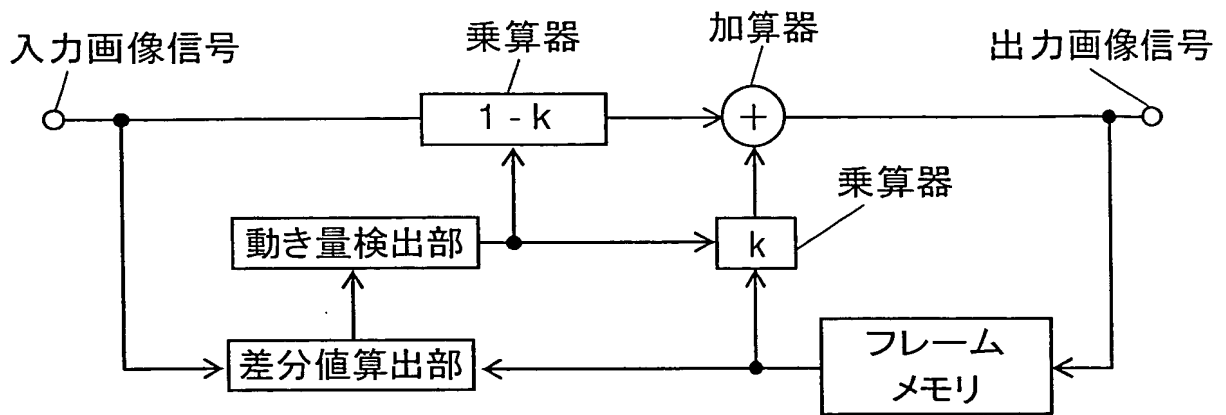 入力画像信号
乗算器
加算器
出力画像信号
1 - k
+
乗算器
動き量検出部
k
差分値算出部
フレーム
メモリ